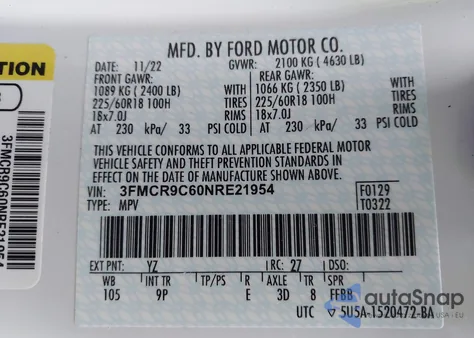 MFD. BY FORD MOTOR CO.
DATE: 11/22 GVWR: 2100 KG ( 4630 LB)
FRONT GAWR: REAR GAWR:
1089 KG ( 2400 LB) WITH 1066 KG ( 2350 LB) WITH
225/60R18 100H TIRES 225/60R18 100H TIRES
18x7.0J RIMS 18x7.0J RIMS
AT 230 kPa/ 33 PSI COLD AT 230 kPa/ 33 PSI COLD
THIS VEHICLE CONFORMS TO ALL APPLICABLE FEDERAL MOTOR
VEHICLE SAFETY AND THEFT PREVENTION STANDARDS IN
EFFECT ON THE DATE OF MANUFACTURE SHOWN ABOVE.
VIN: 3FMCR9C60NRE21954 F0129
TYPE: MPV T0322
EXT PNT: YZ RC: 27 DSO:
WB INT TR TP/PS R AXLE TR SPR
105 9P E 3D 8 FFBB
UTC ▽ 5U5A-1520472-BA
TION
3FMCR9C60NRE21954
autoSnap